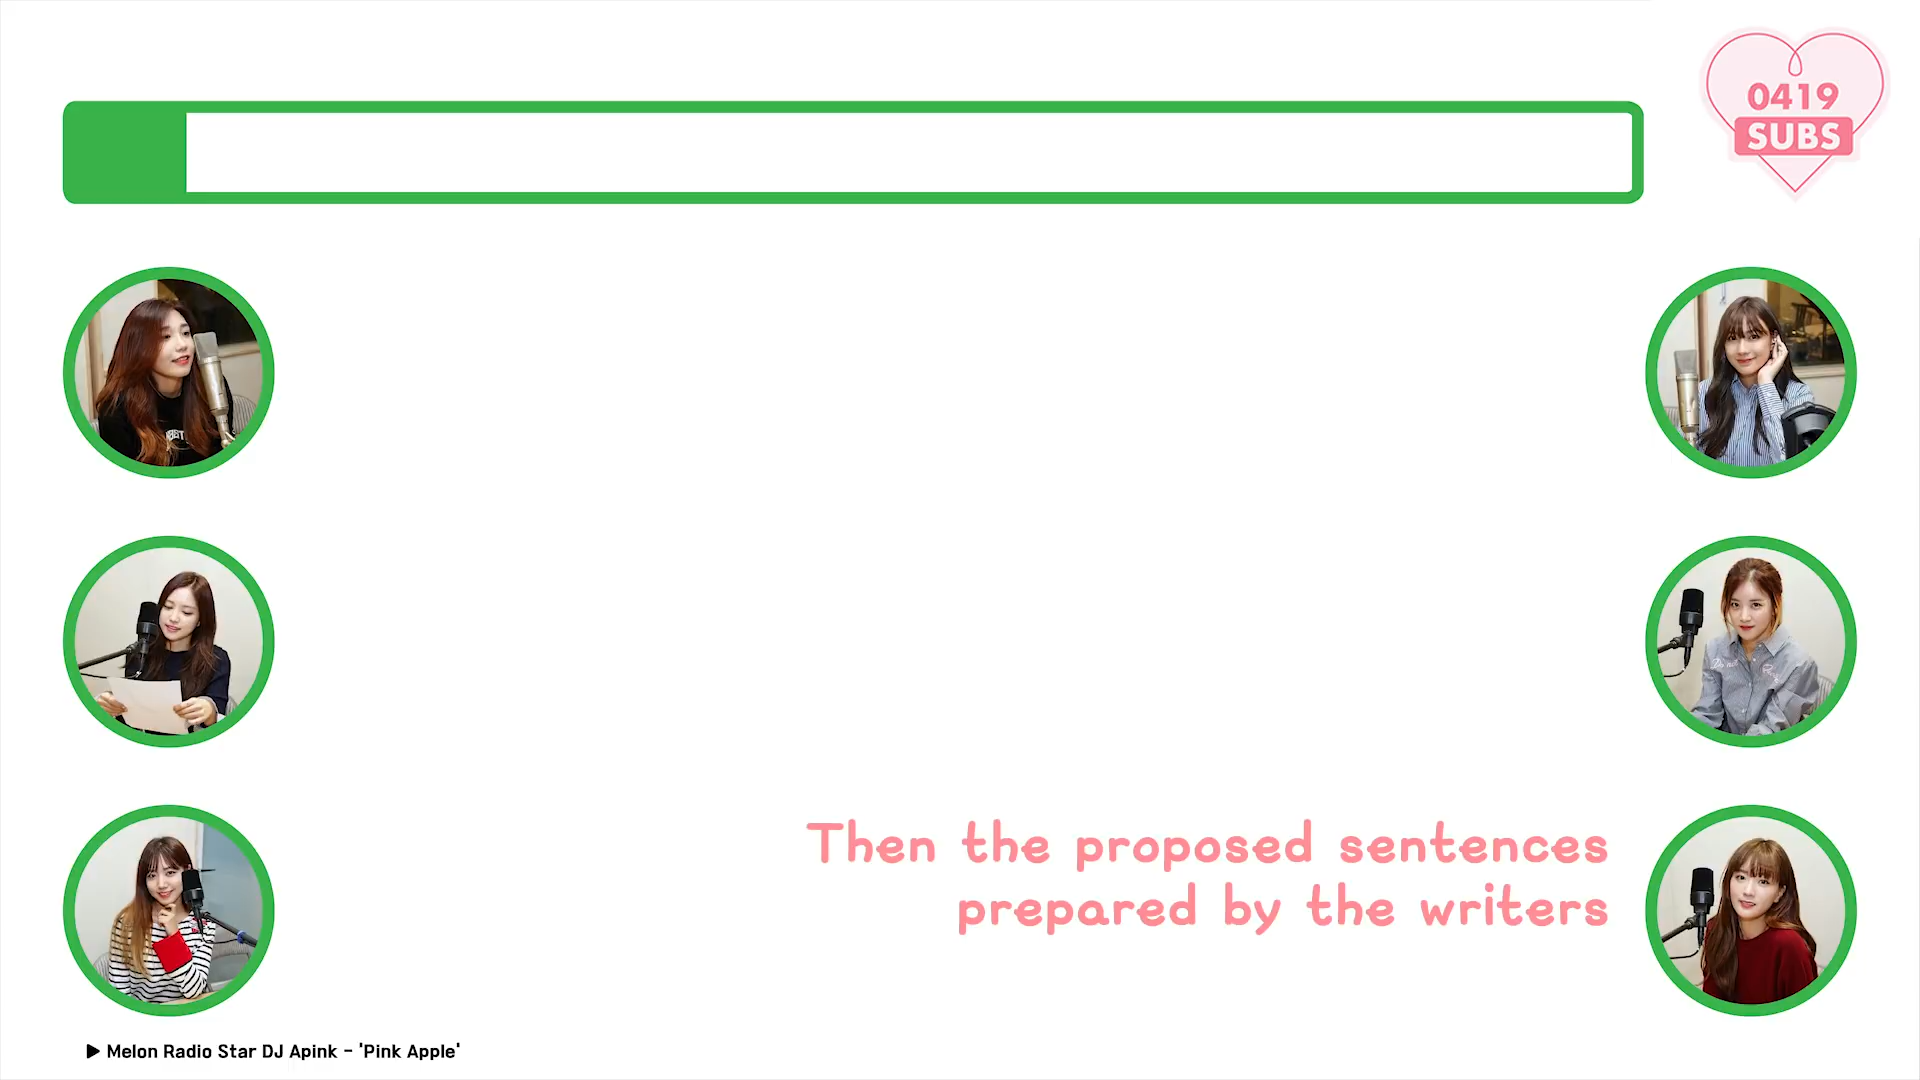 0419
SUBS
Then the proposed sentences
prepared by the writers
▶ Melon Radio Star DJ Apink - 'Pink Apple'